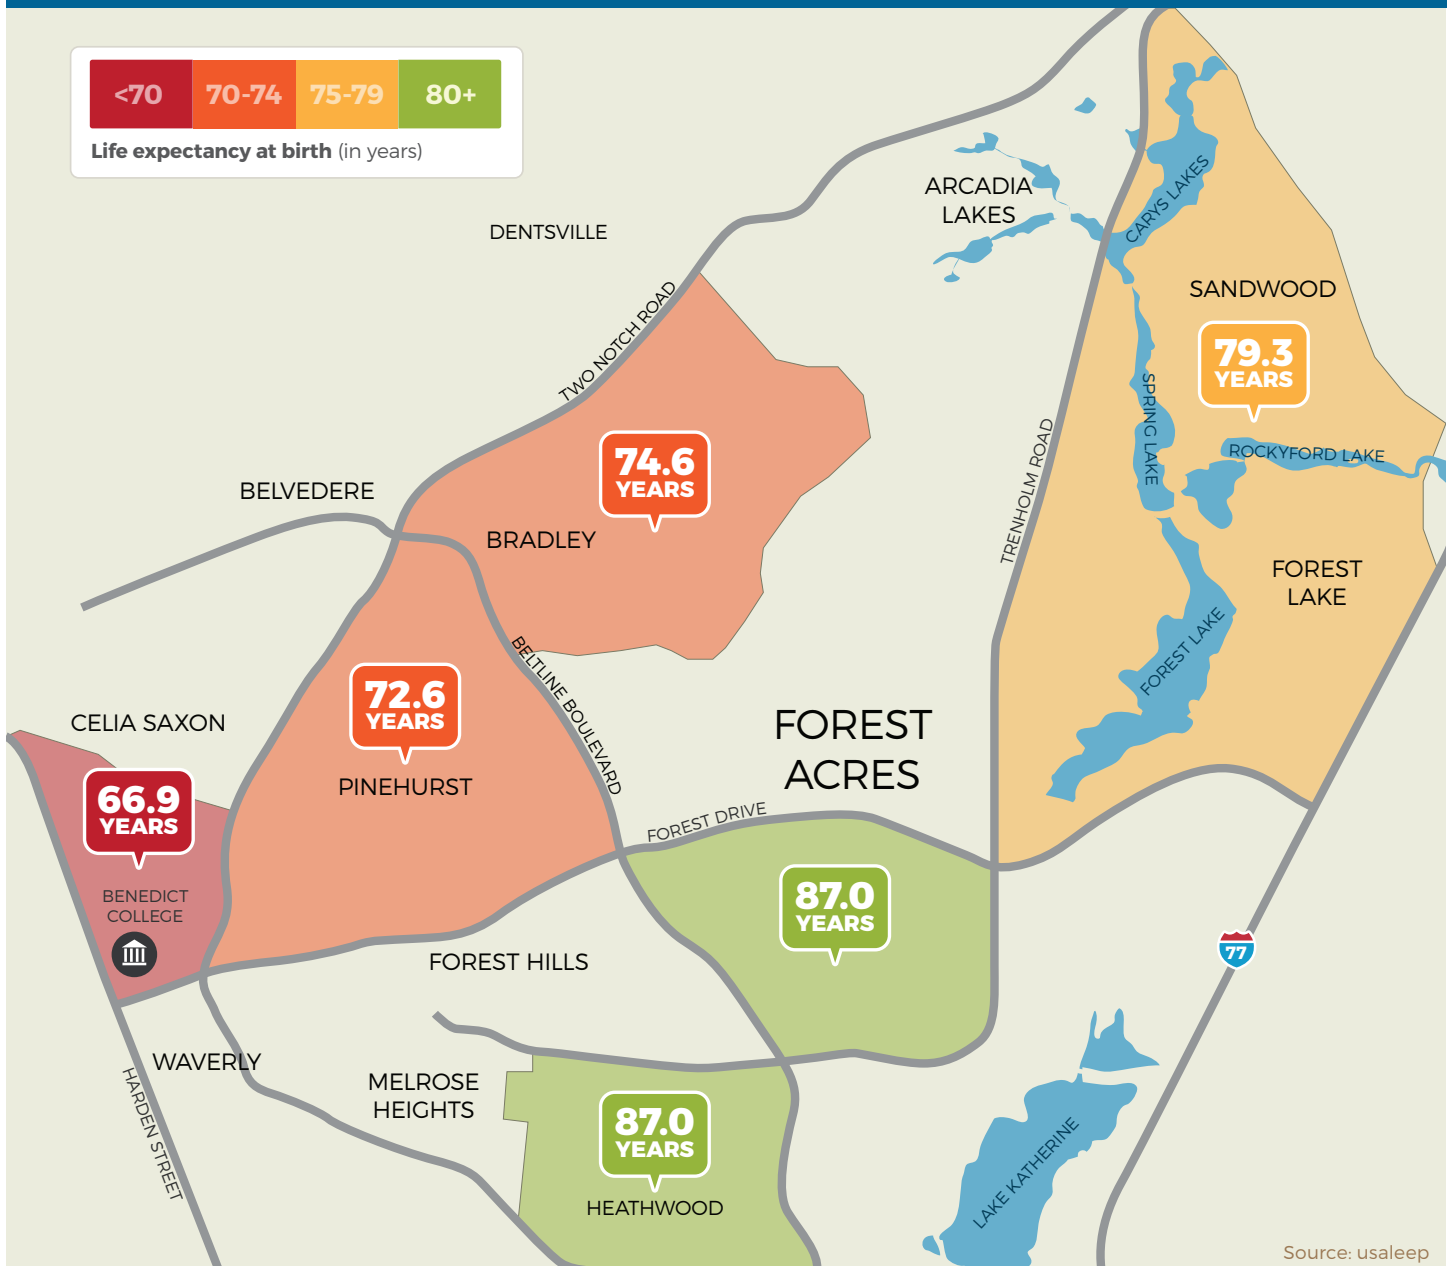 <70 70-74 75-79 80+
Life expectancy at birth (in years)
ARCADIA
LAKES
CARYS LAKES
DENTSVILLE
SANDWOOD
TWO NOTCH ROAD
79.3
YEARS
SPRING LAKE
TRENHOLM ROAD
ROCKYFORD LAKE
74.6
YEARS
BELVEDERE
BRADLEY
FOREST
LAKE
FOREST LAKE
BELTLINE BOULEVARD
72.6
YEARS
CELIA SAXON
FOREST
ACRES
PINEHURST
66.9
YEARS
FOREST DRIVE
BENEDICT
COLLEGE
87.0
YEARS
FOREST HILLS
77
WAVERLY
HARDEN STREET
MELROSE
HEIGHTS
87.0
YEARS
HEATHWOOD
LAKE KATHERINE
Source: usaleep